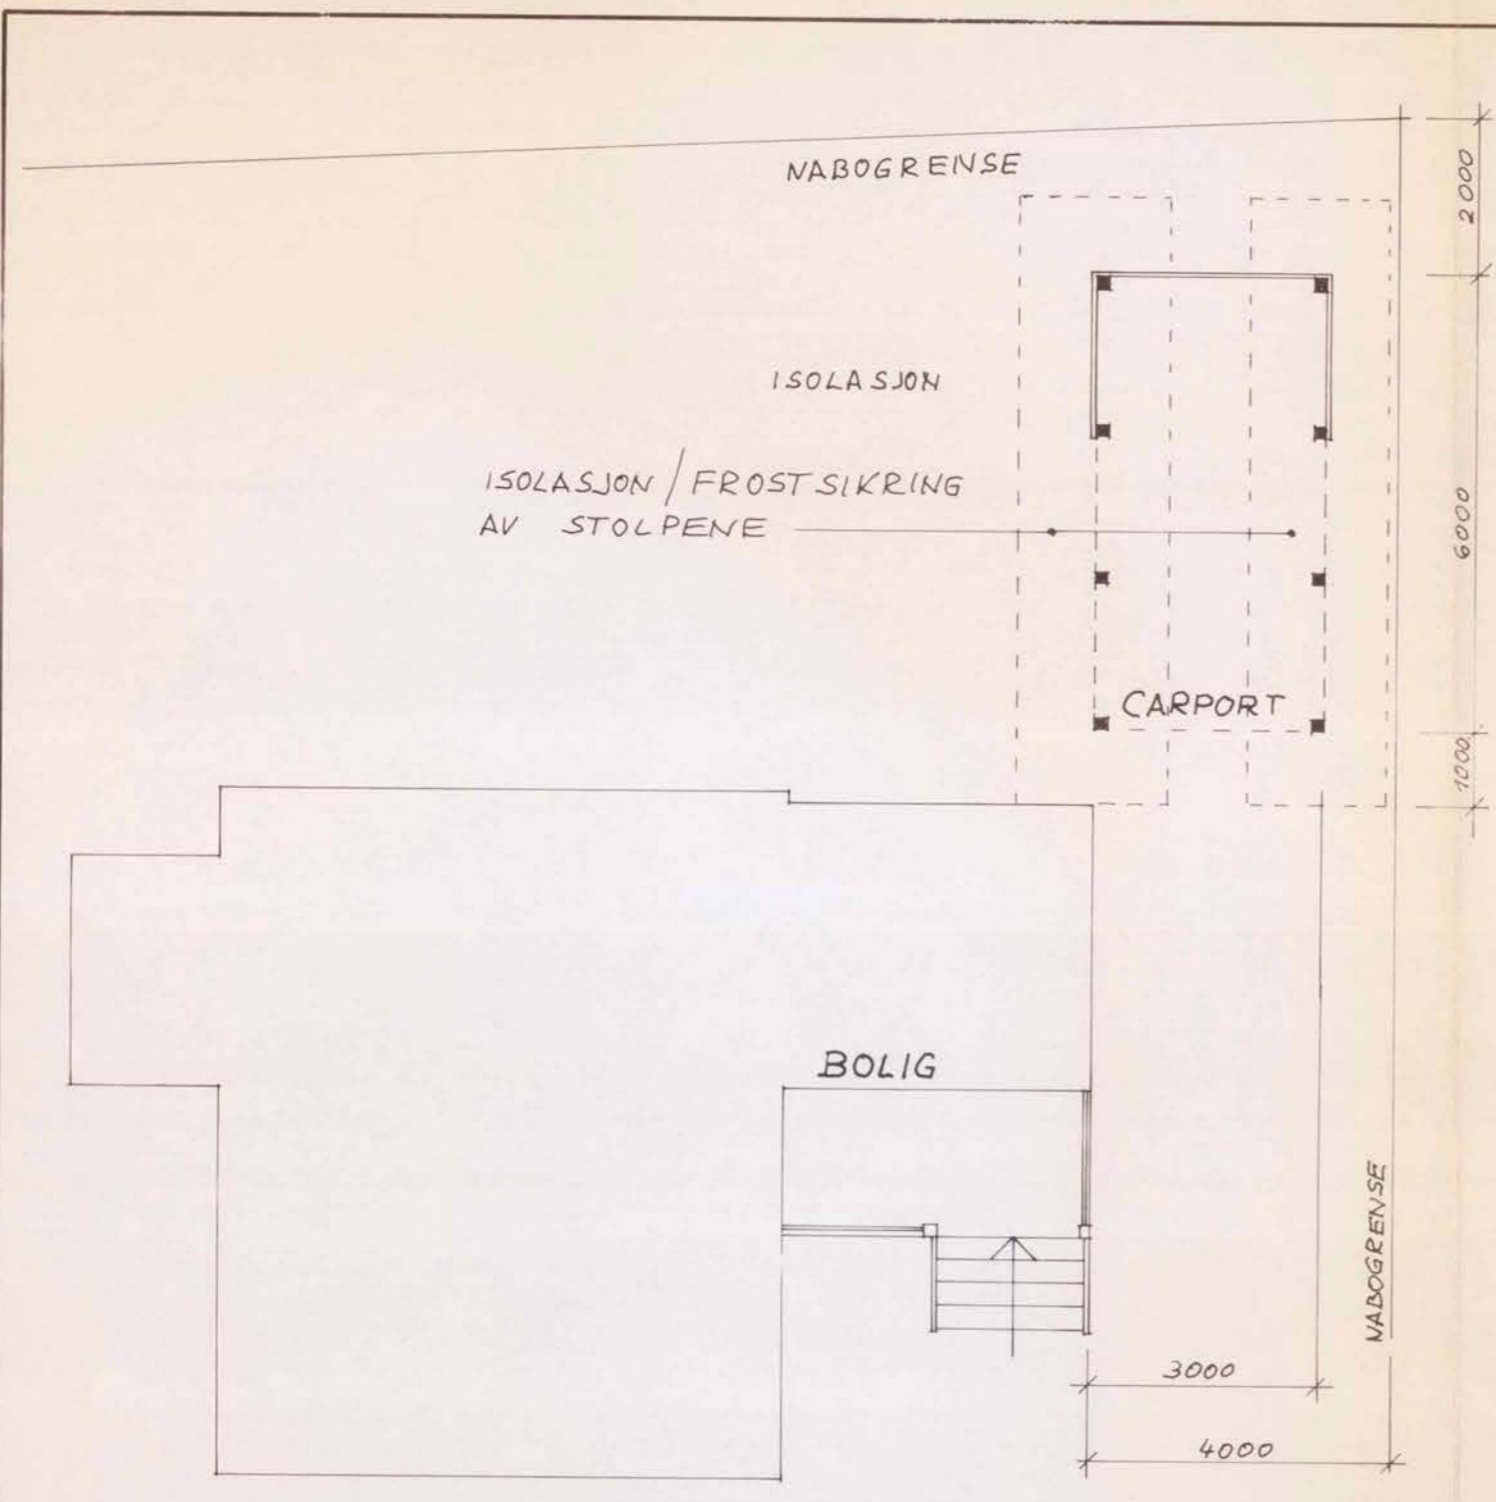 NABOGRENSE
2000
ISOLASJON
ISOLASJON / FROSTSIKRING
AV STOLPENE
6000
CARPORT
1000
BOLIG
NABOGRENSE
3000
4000